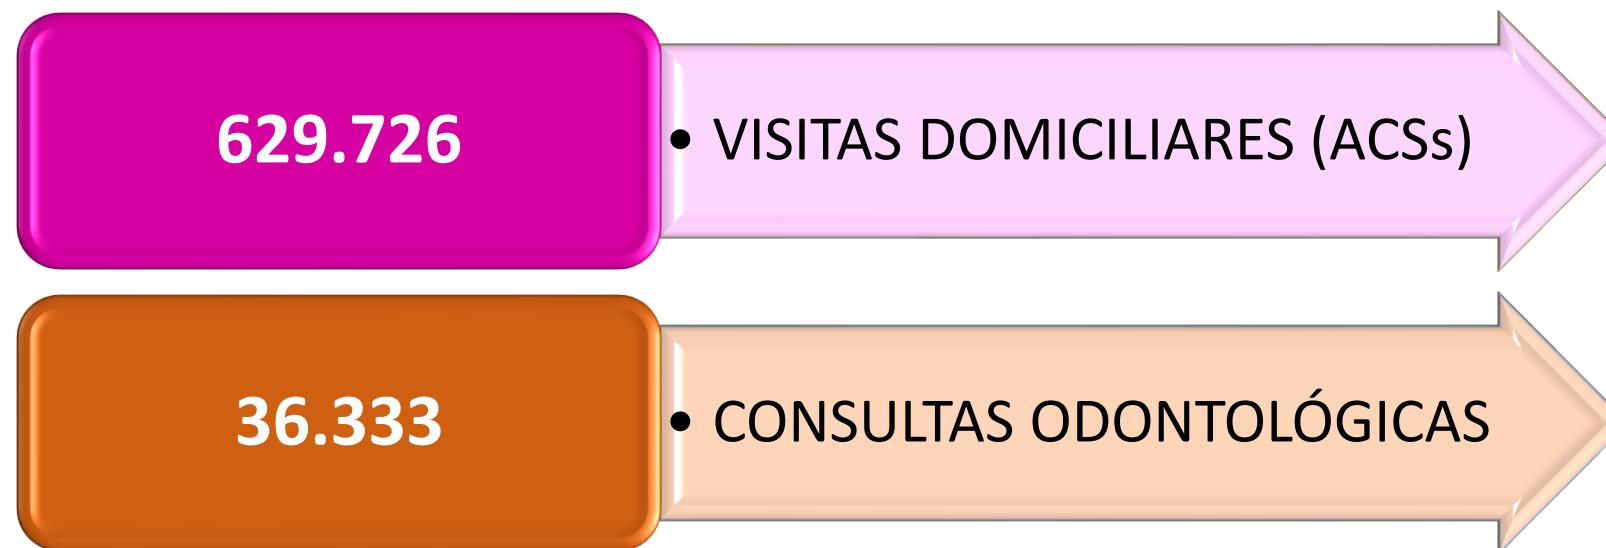 629.726
• VISITAS DOMICILIARES (ACSs)
36.333
• CONSULTAS ODONTOLÓGICAS